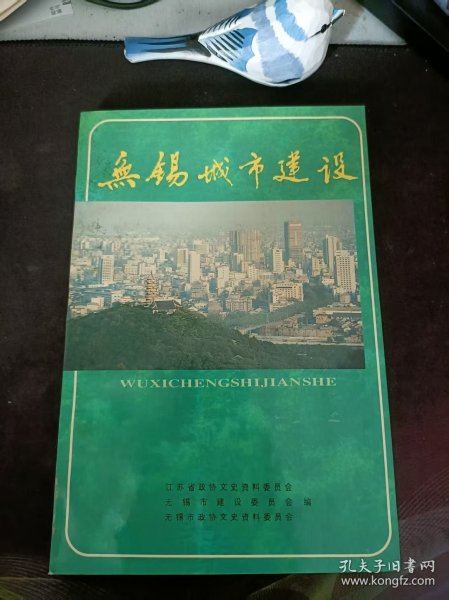 無锡城市建设
WUXICHENGSHIJIANSHE
江苏省政协文史资料委员会
无锡市建设委员会编
无锡市政协文史资料委员会
孔夫子旧书网
www.kongfz.com